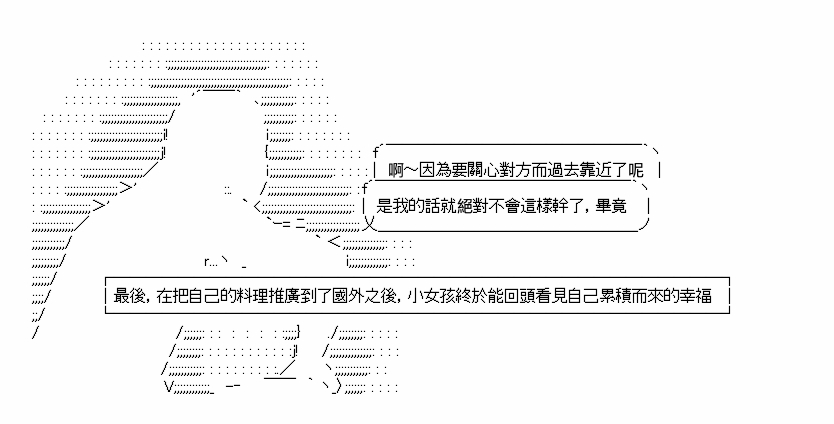 啊～因為要關心對方而過去靠近了呢
是我的話就絕對不會這樣幹了，畢竟
最後，在把自己的料理推廣到了國外之後，小女孩終於能回頭看見自己累積而來的幸福